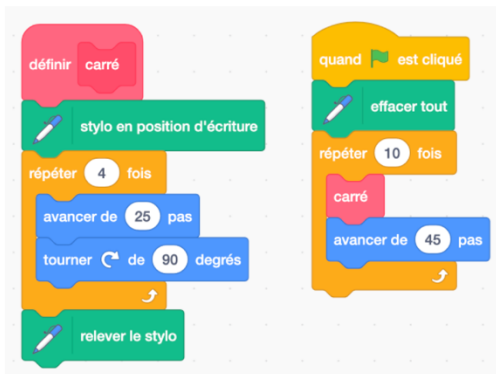 définir carré
stylo en position d'écriture
répéter 4 fois
avancer de 25 pas
tourner de 90 degrés
relever le stylo
quand est cliqué
effacer tout
répéter 10 fois
carré
avancer de 45 pas